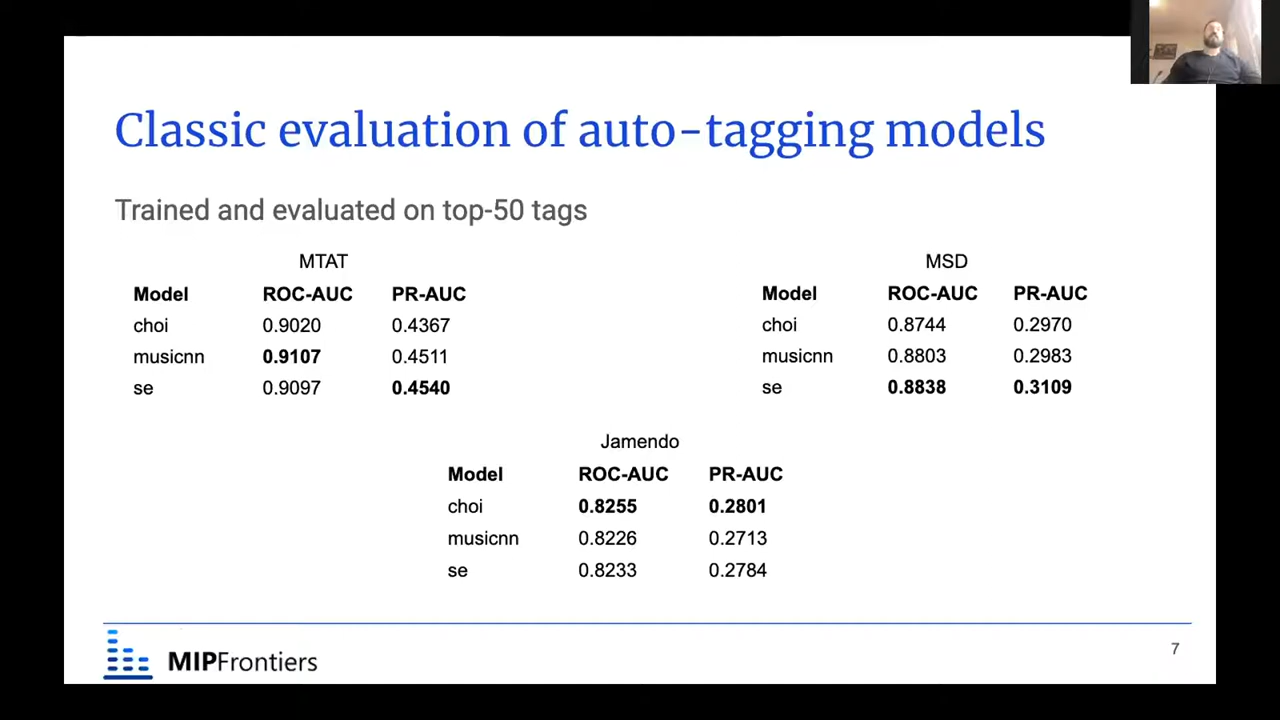 Classic evaluation of auto-tagging models
Trained and evaluated on top-50 tags
MTAT
Model ROC-AUC PR-AUC
choi 0.9020 0.4367
musicnn 0.9107 0.4511
se 0.9097 0.4540
MSD
Model ROC-AUC PR-AUC
choi 0.8744 0.2970
musicnn 0.8803 0.2983
se 0.8838 0.3109
Jamendo
Model ROC-AUC PR-AUC
choi 0.8255 0.2801
musicnn 0.8226 0.2713
se 0.8233 0.2784
MIPFrontiers
7